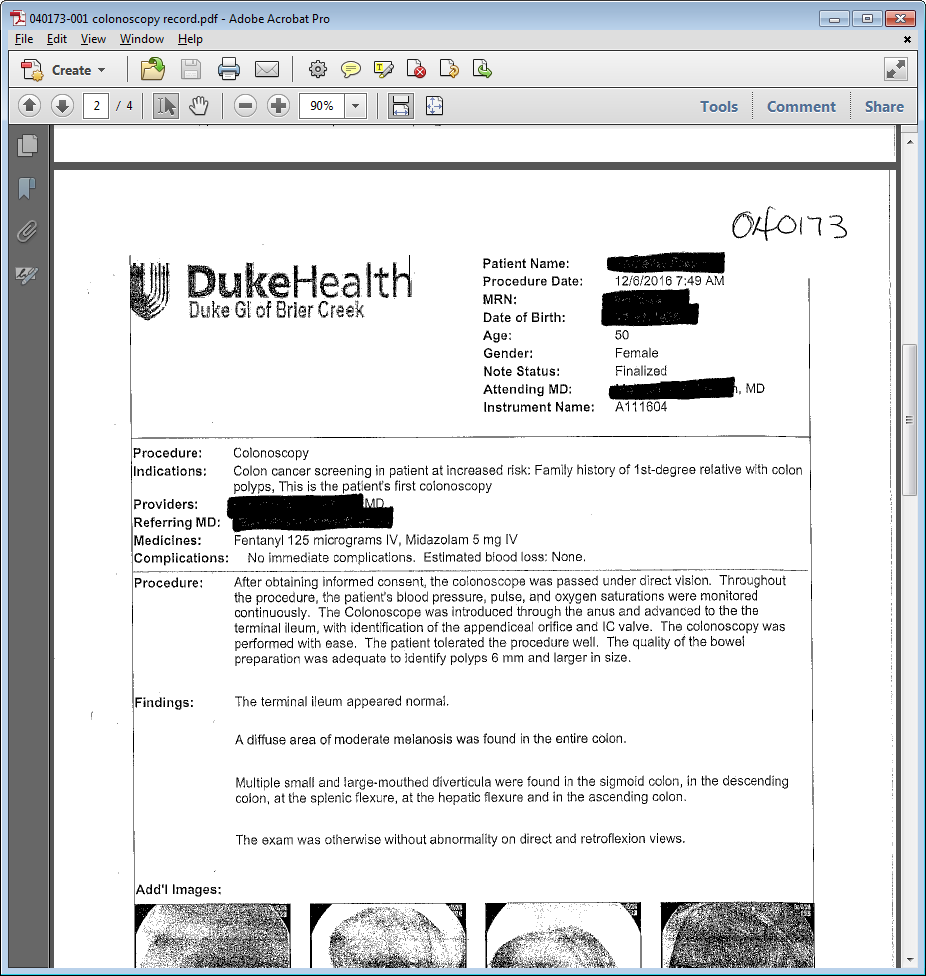 040173-001 colonoscopy record.pdf - Adobe Acrobat Pro
File Edit View Window Help
Create
2 / 4 90% Tools Comment Share
040173
DukeHealth
Duke GI of Brier Creek
Patient Name:
Procedure Date: 12/6/2016 7:49 AM
MRN:
Date of Birth:
Age: 50
Gender: Female
Note Status: Finalized
Attending MD: , MD
Instrument Name: A111604
Procedure: Colonoscopy
Indications: Colon cancer screening in patient at increased risk: Family history of 1st-degree relative with colon
polyps, This is the patient's first colonoscopy
Providers: MD
Referring MD:
Medicines: Fentanyl 125 micrograms IV, Midazolam 5 mg IV
Complications: No immediate complications. Estimated blood loss: None.
Procedure: After obtaining informed consent, the colonoscope was passed under direct vision. Throughout
the procedure, the patient's blood pressure, pulse, and oxygen saturations were monitored
continuously. The Colonoscope was introduced through the anus and advanced to the the
terminal ileum, with identification of the appendiceal orifice and IC valve. The colonoscopy was
performed with ease. The patient tolerated the procedure well. The quality of the bowel
preparation was adequate to identify polyps 6 mm and larger in size.
Findings: The terminal ileum appeared normal.
A diffuse area of moderate melanosis was found in the entire colon.
Multiple small and large-mouthed diverticula were found in the sigmoid colon, in the descending
colon, at the splenic flexure, at the hepatic flexure and in the ascending colon.
The exam was otherwise without abnormality on direct and retroflexion views.
Add'l Images: